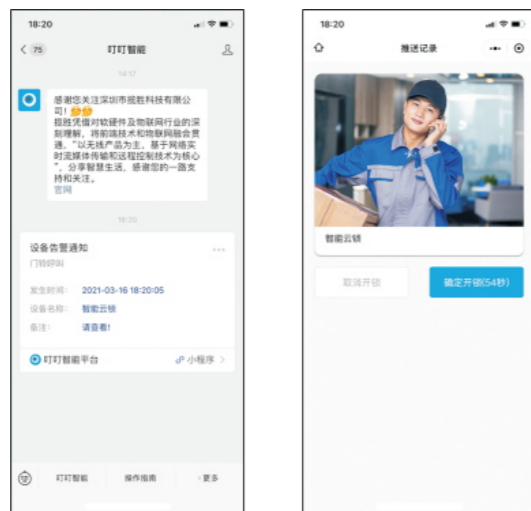 18:20
75
叮叮智能
14:17
感谢您关注深圳市揽胜科技有限公
司!
揽胜凭借对软硬件及物联网行业的深
刻理解，将前端技术和物联网融会贯
通，"以无线产品为主，基于网络实
时流媒体传输和远程控制技术为核心
"，分享智慧生活，感谢您的一路支
持和关注。
官网
18:20
设备告警通知
门铃呼叫
发生时间： 2021-03-16 18:20:05
设备名称： 智能云锁
备注： 请查看!
叮叮智能平台 小程序
叮叮智能 操作指南 更多
18:20
推送记录
智能云锁
取消开锁 确定开锁(54秒)